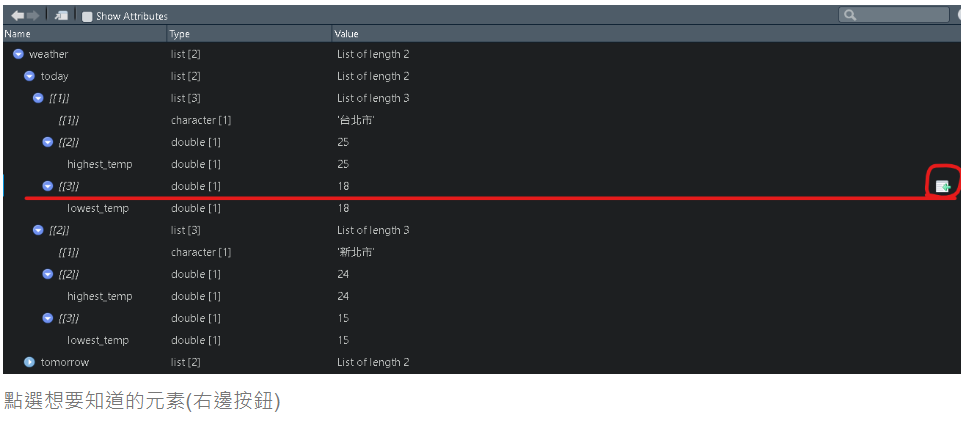 Show Attributes
Name Type Value
weather list [2] List of length 2
today list [2] List of length 2
[[1]] list [3] List of length 3
[[1]] character [1] '台北市'
[[2]] double [1] 25
highest_temp double [1] 25
[[3]] double [1] 18
lowest_temp double [1] 18
[[2]] list [3] List of length 3
[[1]] character [1] '新北市'
[[2]] double [1] 24
highest_temp double [1] 24
[[3]] double [1] 15
lowest_temp double [1] 15
tomorrow list [2] List of length 2
點選想要知道的元素(右邊按鈕)